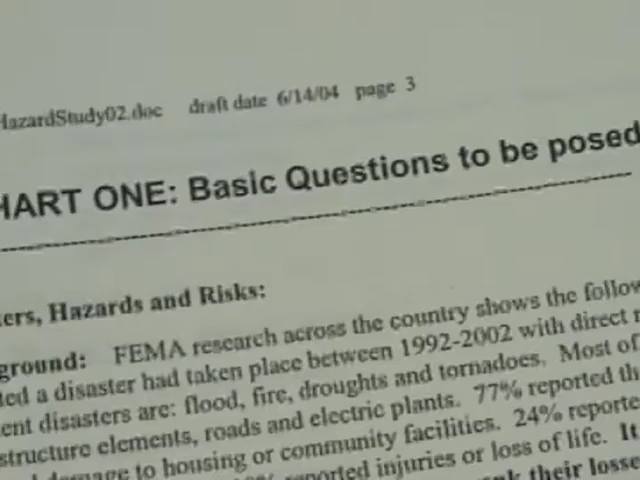 HazardStudy02.doc draft date 6/14/04 page 3
HART ONE: Basic Questions to be posed
ers, Hazards and Risks:
ground: FEMA research across the country shows the follow
ted a disaster had taken place between 1992-2002 with direct
ent disasters are: flood, fire, droughts and tornadoes. Most of
structure elements, roads and electric plants. 77% reported th
damage to housing or community facilities. 24% reporte
reported injuries or loss of life. It
their losse